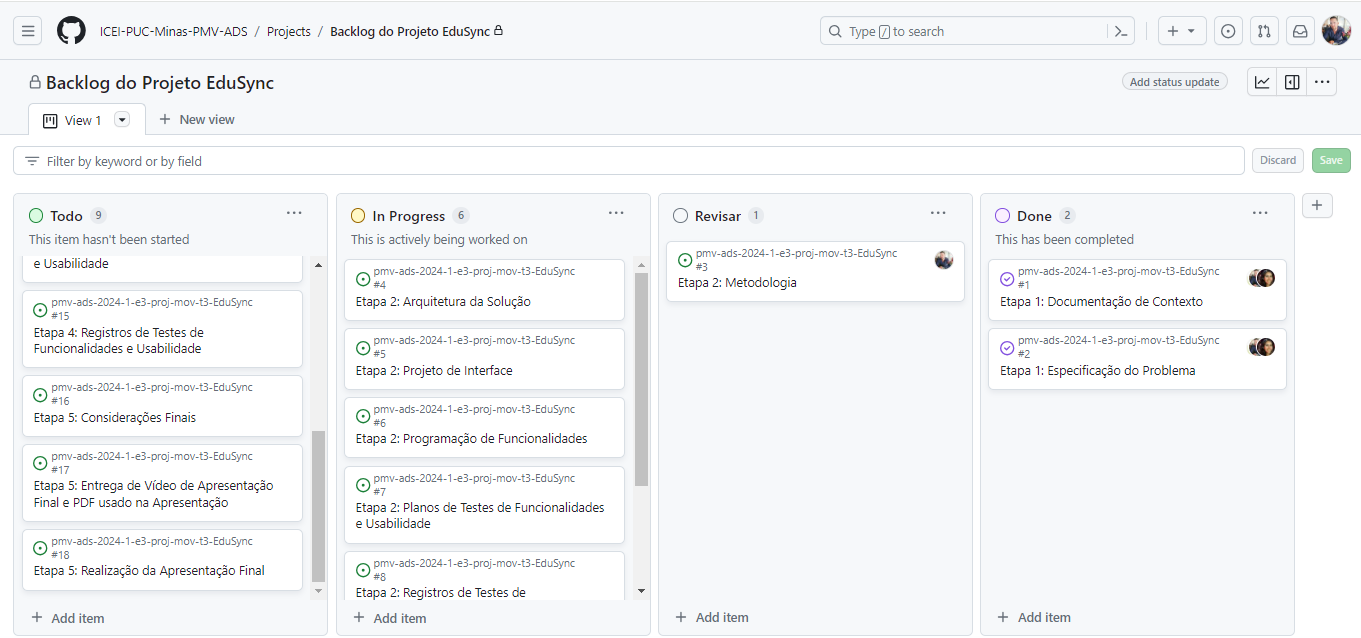 ICEI-PUC-Minas-PMV-ADS / Projects / Backlog do Projeto EduSync
Type / to search
Backlog do Projeto EduSync
Add status update
View 1
New view
Filter by keyword or by field
Discard
Save
Todo 9
This item hasn't been started
e Usabilidade
pmv-ads-2024-1-e3-proj-mov-t3-EduSync
#15
Etapa 4: Registros de Testes de
Funcionalidades e Usabilidade
pmv-ads-2024-1-e3-proj-mov-t3-EduSync
#16
Etapa 5: Considerações Finais
pmv-ads-2024-1-e3-proj-mov-t3-EduSync
#17
Etapa 5: Entrega de Vídeo de Apresentação
Final e PDF usado na Apresentação
pmv-ads-2024-1-e3-proj-mov-t3-EduSync
#18
Etapa 5: Realização da Apresentação Final
+ Add item
In Progress 6
This is actively being worked on
pmv-ads-2024-1-e3-proj-mov-t3-EduSync
#4
Etapa 2: Arquitetura da Solução
pmv-ads-2024-1-e3-proj-mov-t3-EduSync
#5
Etapa 2: Projeto de Interface
pmv-ads-2024-1-e3-proj-mov-t3-EduSync
#6
Etapa 2: Programação de Funcionalidades
pmv-ads-2024-1-e3-proj-mov-t3-EduSync
#7
Etapa 2: Planos de Testes de Funcionalidades
e Usabilidade
pmv-ads-2024-1-e3-proj-mov-t3-EduSync
#8
Etapa 2: Registros de Testes de
+ Add item
Revisar 1
pmv-ads-2024-1-e3-proj-mov-t3-EduSync
#3
Etapa 2: Metodologia
+ Add item
Done 2
This has been completed
pmv-ads-2024-1-e3-proj-mov-t3-EduSync
#1
Etapa 1: Documentação de Contexto
pmv-ads-2024-1-e3-proj-mov-t3-EduSync
#2
Etapa 1: Especificação do Problema
+ Add item